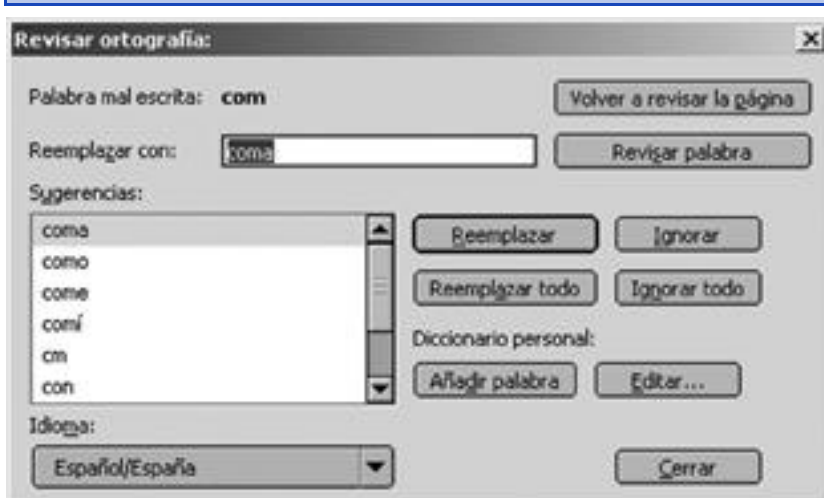 Revisar ortografía:
Palabra mal escrita: com
Volver a revisar la página
Reemplazar con: coma
Revisar palabra
Sugerencias:
coma
como
come
comí
cm
con
Reemplazar
Ignorar
Reemplazar todo
Ignorar todo
Diccionario personal:
Añadir palabra
Editar...
Idioma:
Español/España
Cerrar